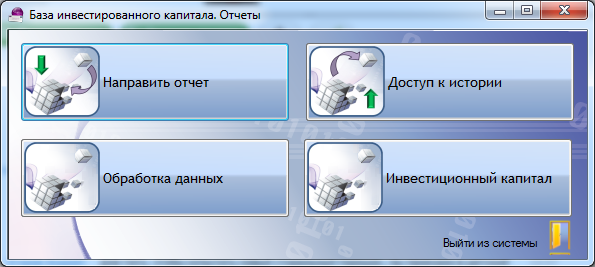 База инвестированного капитала. Отчеты
Направить отчет
Доступ к истории
Обработка данных
Инвестиционный капитал
Выйти из системы